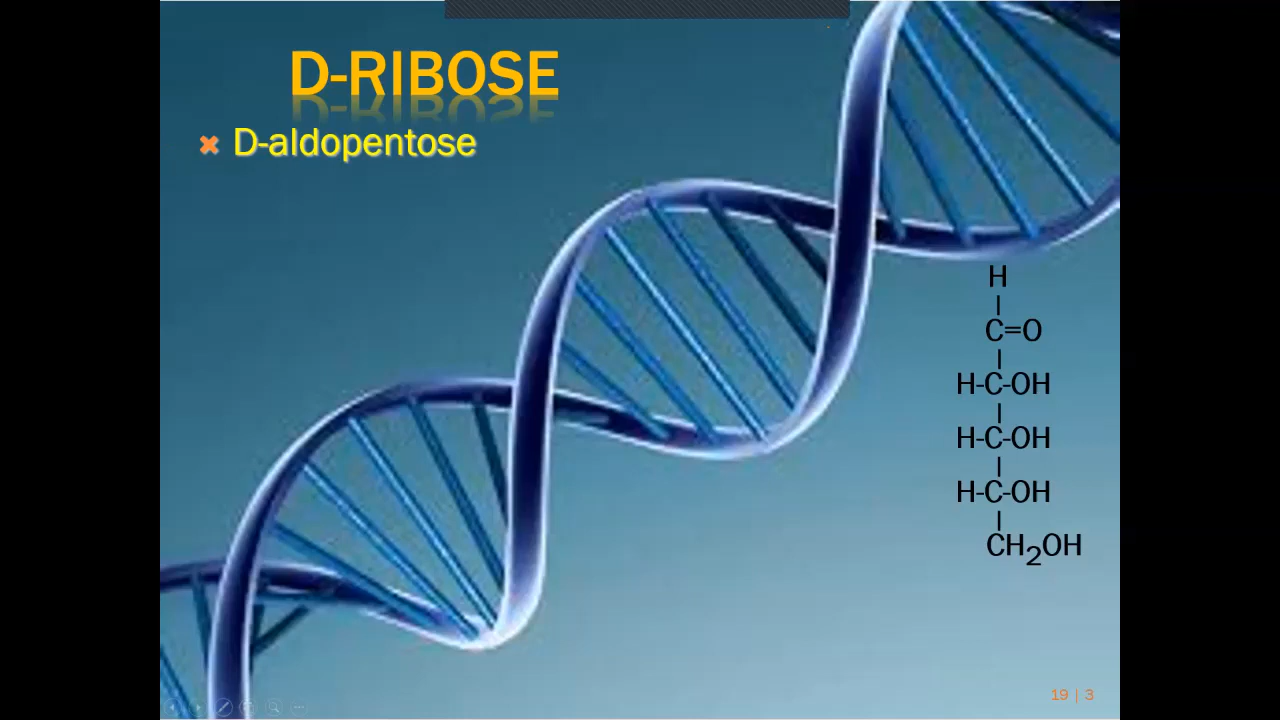 D-RIBOSE
D-aldopentose
H
C=O
H-C-OH
H-C-OH
H-C-OH
CH2OH
19 | 3